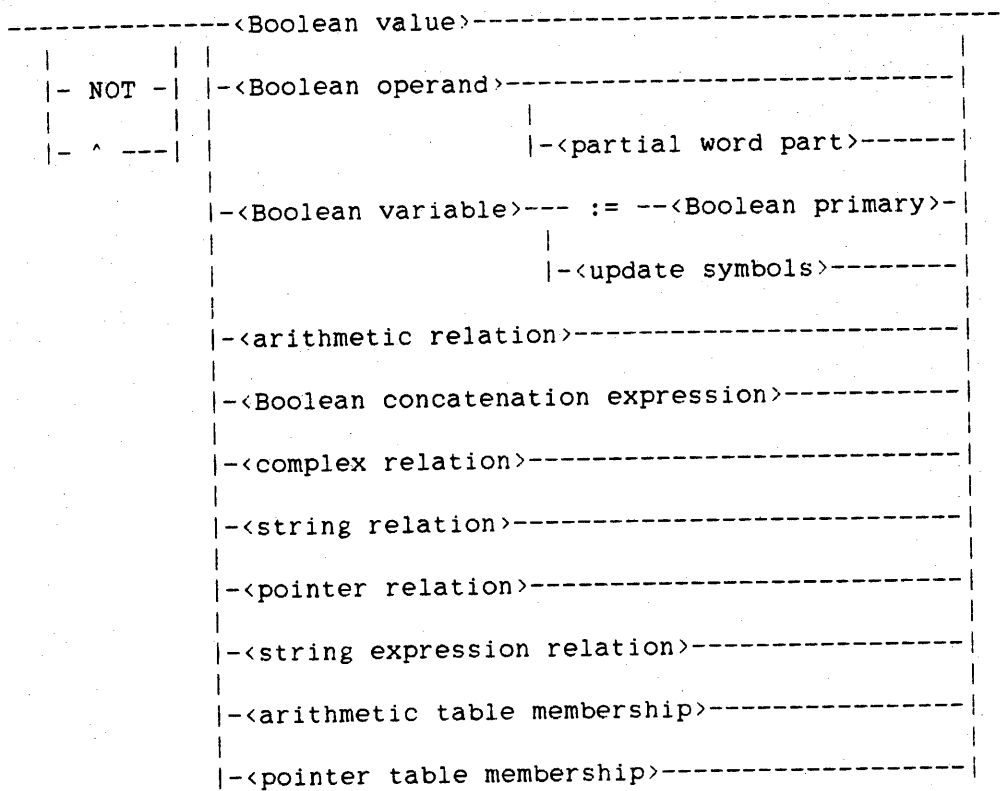 --------------<Boolean value>---------------------------------
|- NOT -| |-<Boolean operand>----------------------------|
|- ^ ---| |-<partial word part>------|
|-<Boolean variable>--- := --<Boolean primary>-|
|-<update symbols>--------|
|-<arithmetic relation>------------------------|
|-<Boolean concatenation expression>-----------|
|-<complex relation>---------------------------|
|-<string relation>----------------------------|
|-<pointer relation>---------------------------|
|-<string expression relation>-----------------|
|-<arithmetic table membership>----------------|
|-<pointer table membership>-------------------|